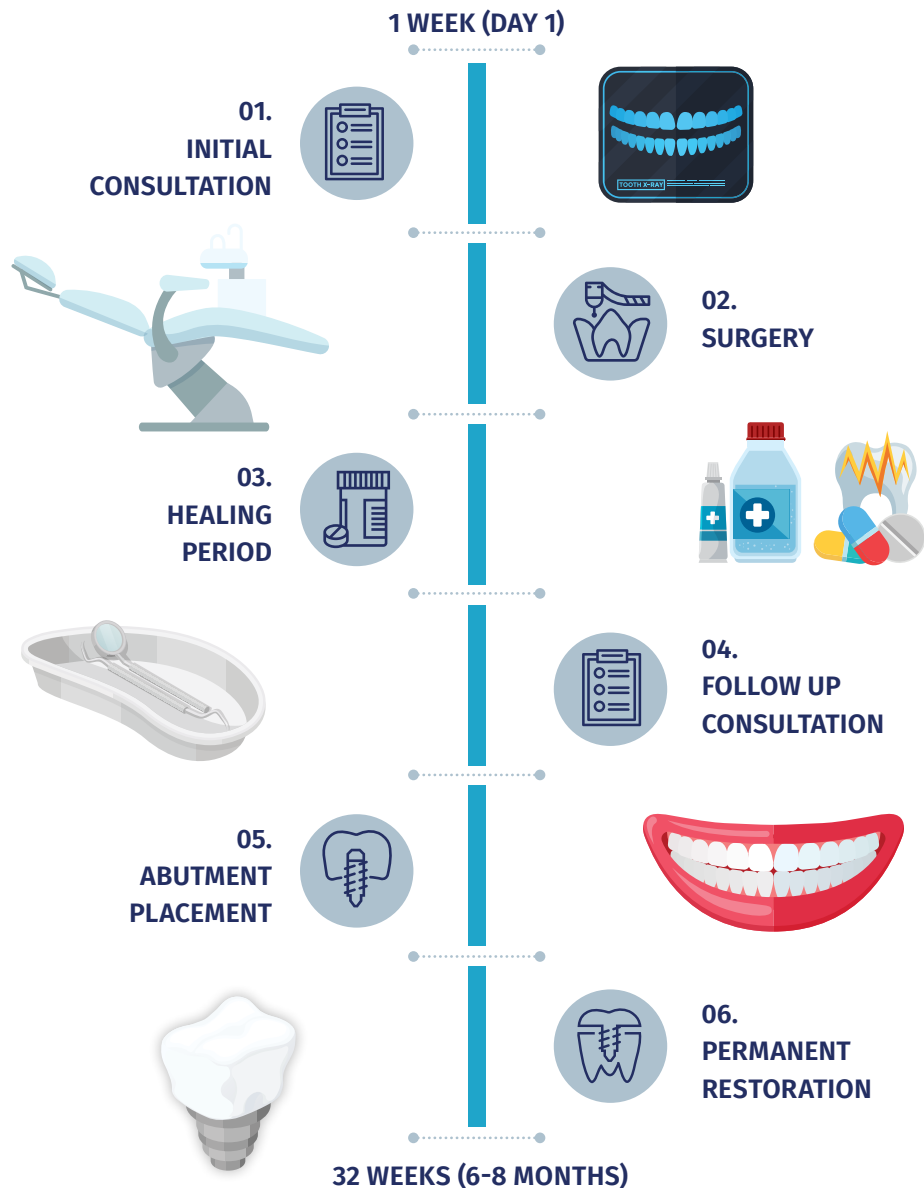 1 WEEK (DAY 1)
01.
INITIAL
CONSULTATION
TOOTH X-RAY
02.
SURGERY
03.
HEALING
PERIOD
04.
FOLLOW UP
CONSULTATION
05.
ABUTMENT
PLACEMENT
06.
PERMANENT
RESTORATION
32 WEEKS (6-8 MONTHS)